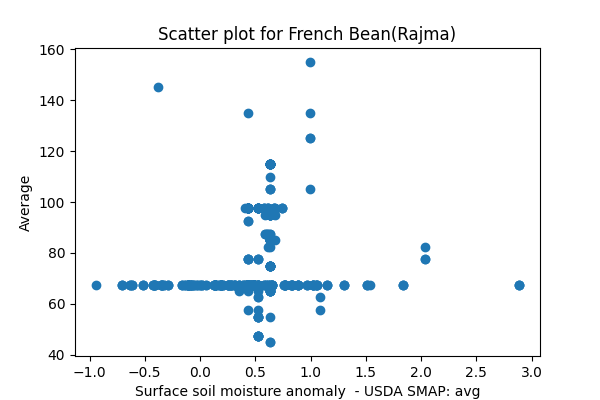 Scatter plot for French Bean(Rajma)
160
140
120
100
80
60
40
Average
−1.0 −0.5 0.0 0.5 1.0 1.5 2.0 2.5 3.0
Surface soil moisture anomaly  - USDA SMAP: avg